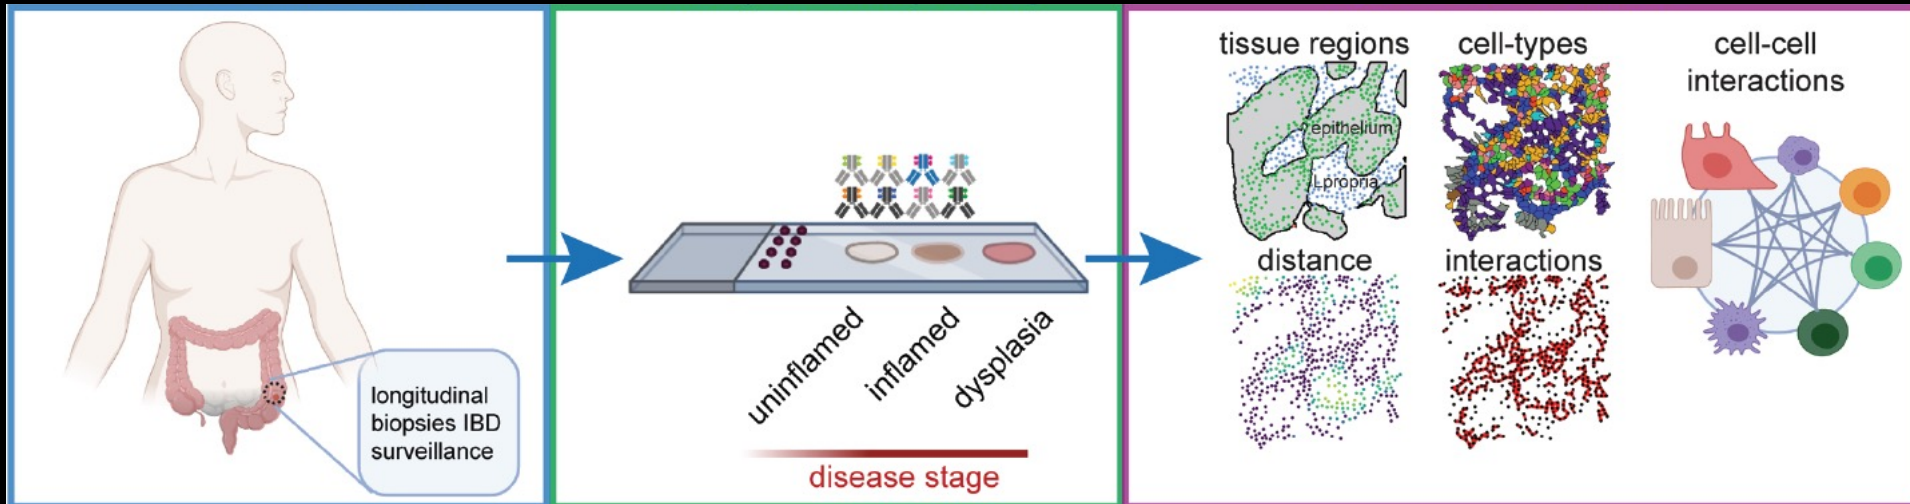 longitudinal
biopsies IBD
surveillance
uninflamed
inflamed
dysplasia
disease stage
tissue regions
epithelium
Lpropria
cell-types
distance
interactions
cell-cell
interactions